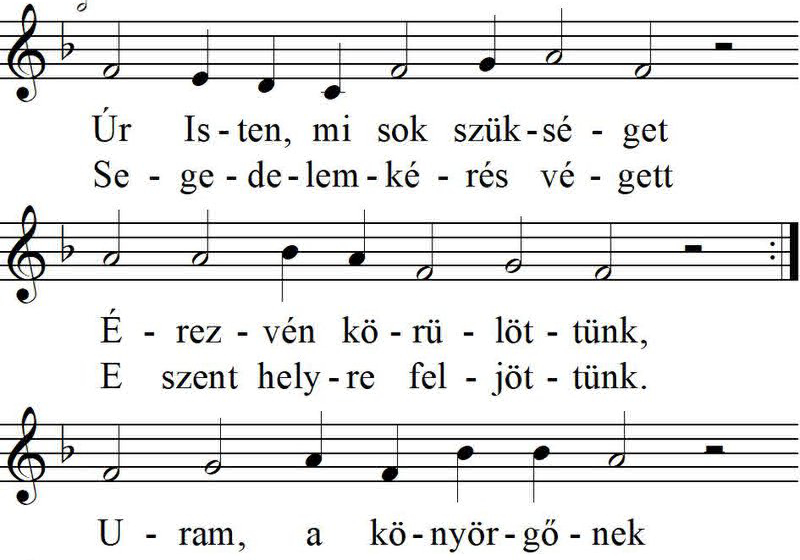 Úr Is - ten, mi sok szük - sé - get
Se - ge - de - lem - ké - rés vé - gett
É - rez - vén kö - rü - löt - tünk,
E szent hely - re fel - jöt - tünk.
U - ram, a kö - nyör - gő - nek